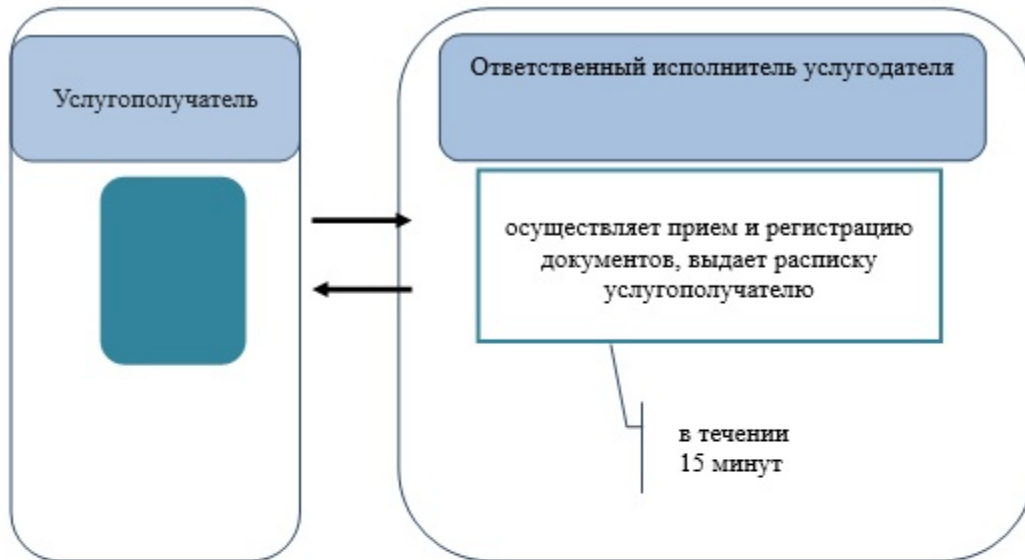 Услугополучатель
Ответственный исполнитель услугодателя
осуществляет прием и регистрацию
документов, выдает расписку
услугополучателю
в течении
15 минут